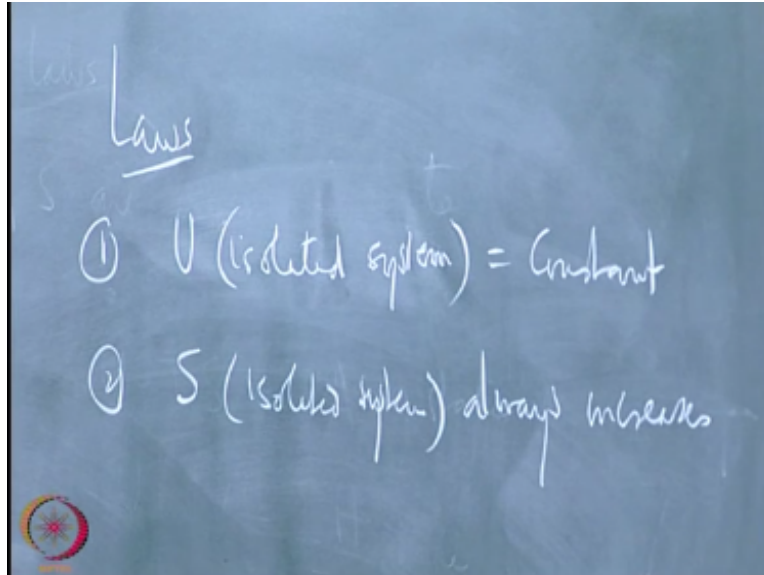 Laws
① U (isolated system) = Constant
② S (isolated system) always increases